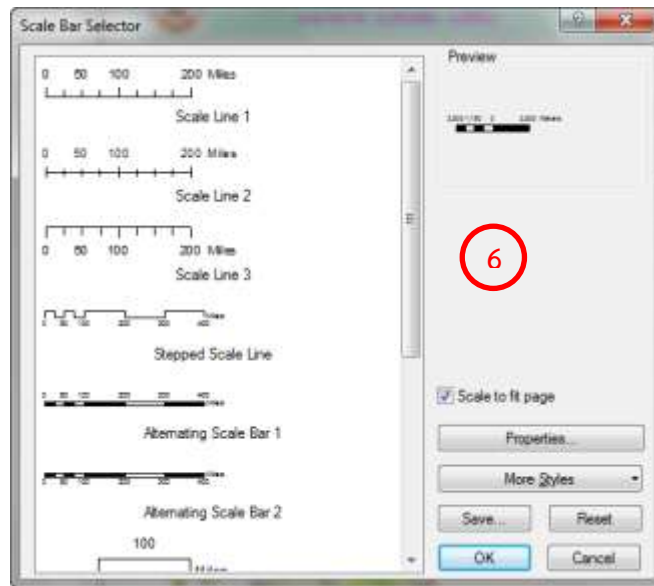 Scale Bar Selector
0 50 100 200 Miles
Scale Line 1
0 50 100 200 Miles
Scale Line 2
0 50 100 200 Miles
Scale Line 3
Stepped Scale Line
Alternating Scale Bar 1
Alternating Scale Bar 2
100
Preview
6
Scale to fit page
Properties...
More Styles
Save...
Reset
OK
Cancel